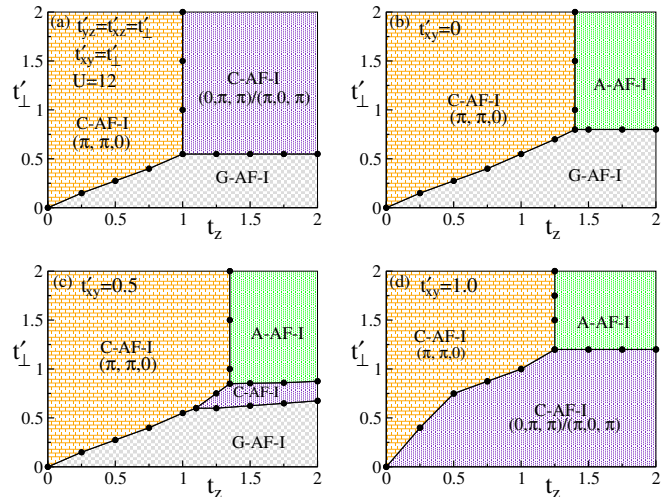 (a) t′yz=t′xz=t′⊥
t′xy=t′⊥
U=12
C-AF-I
(π, π,0)
C-AF-I
(0,π, π)/(π,0, π)
G-AF-I
t′⊥
2
1.5
1
0.5
0
0 0.5 1 1.5 2
tz
(b) t′xy=0
C-AF-I
(π, π,0)
A-AF-I
G-AF-I
t′⊥
2
1.5
1
0.5
0
0 0.5 1 1.5 2
tz
(c) t′xy=0.5
C-AF-I
(π, π,0)
A-AF-I
C-AF-I
G-AF-I
t′⊥
2
1.5
1
0.5
0
0 0.5 1 1.5 2
tz
(d) t′xy=1.0
C-AF-I
(π, π,0)
A-AF-I
C-AF-I
(0,π, π)/(π,0, π)
t′⊥
2
1.5
1
0.5
0
0 0.5 1 1.5 2
tz